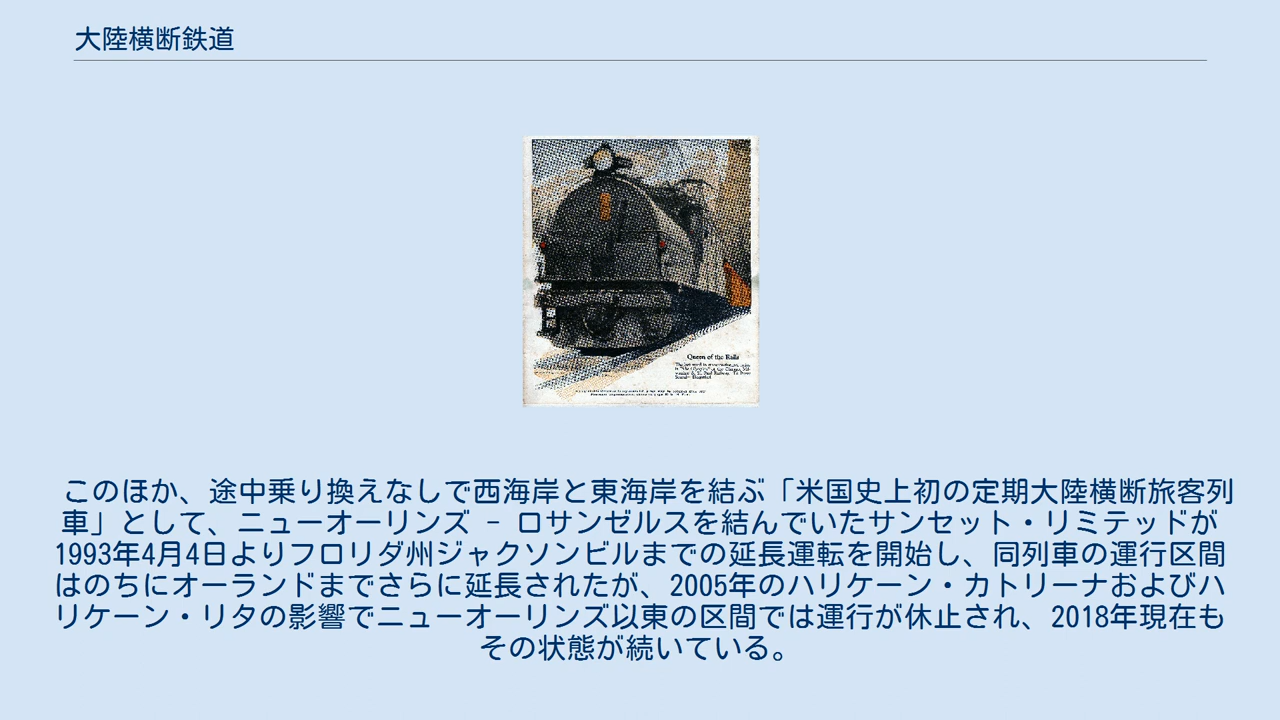 大陸横断鉄道
Queen of the Rails
このほか、途中乗り換えなしで西海岸と東海岸を結ぶ「米国史上初の定期大陸横断旅客列
車」として、ニューオーリンズ － ロサンゼルスを結んでいたサンセット・リミテッドが
1993年4月4日よりフロリダ州ジャクソンビルまでの延長運転を開始し、同列車の運行区間
はのちにオーランドまでさらに延長されたが、2005年のハリケーン・カトリーナおよびハ
リケーン・リタの影響でニューオーリンズ以東の区間では運行が休止され、2018年現在も
その状態が続いている。